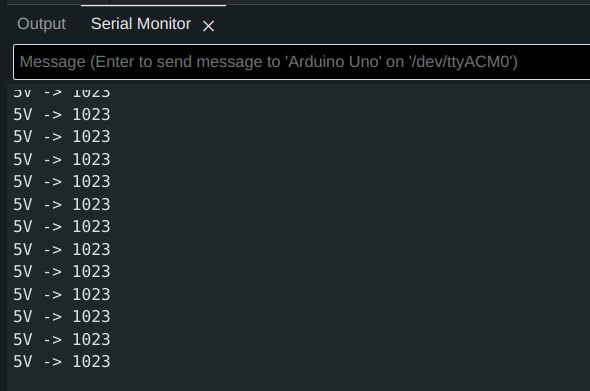 Output Serial Monitor
Message (Enter to send message to 'Arduino Uno' on '/dev/ttyACM0')
5V -> 1023
5V -> 1023
5V -> 1023
5V -> 1023
5V -> 1023
5V -> 1023
5V -> 1023
5V -> 1023
5V -> 1023
5V -> 1023
5V -> 1023
5V -> 1023
5V -> 1023